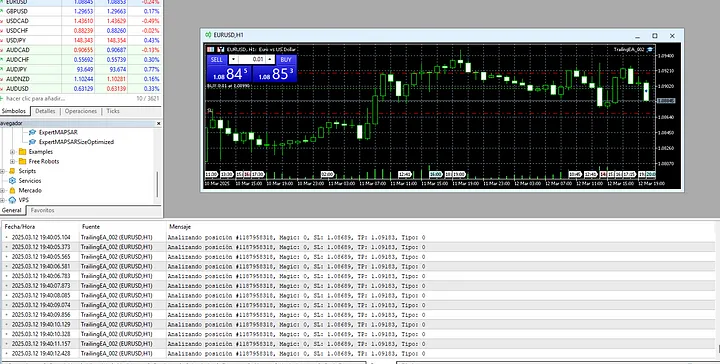 EURUSD 1.08845 1.08853 -0.24%
GBPUSD 1.29653 1.29663 0.17%
USDCAD 1.43610 1.43629 -0.49%
USDCHF 0.88239 0.88260 -0.02%
USDJPY 148.343 148.354 0.43%
AUDCAD 0.90655 0.90687 -0.13%
AUDCHF 0.55692 0.55739 0.30%
AUDJPY 93.649 93.674 0.77%
AUDNZD 1.10244 1.10281 0.16%
AUDUSD 0.63129 0.63139 0.33%
hacer clic para añadir... 10 / 3621
Símbolos Detalles Operaciones Ticks
avegador
ExpertMAPSAR
ExpertMAPSARSizeOptimized
Examples
Free Robots
Scripts
Servicios
Mercado
VPS
General Favoritos
EURUSD,H1
EURUSD, H1: Euro vs US Dollar TrailingEA_002
SELL 0.01 BUY
1.08 84 5 1.08 85 3
BUY 0.01 at 1.08990
SL
1.09400
1.09210
1.09020
1.08640
1.08450
1.08260
1.08070
10 Mar 2025 10 Mar 15:00 10 Mar 19:00 10 Mar 23:00 11 Mar 03:00 11 Mar 07:00 11 Mar 11:00 11 Mar 15:00 11 Mar 19:00 11 Mar 23:00 12 Mar 03:00 12 Mar 07:00 12 Mar 11:00 12 Mar 15:00 12 Mar 19:00
Fecha/Hora Fuente Mensaje
2025.03.12 19:40:05.104 TrailingEA_002 (EURUSD,H1) Analizando posición #1187958318, Magic: 0, SL: 1.08689, TP: 1.09183, Tipo: 0
2025.03.12 19:40:05.373 TrailingEA_002 (EURUSD,H1) Analizando posición #1187958318, Magic: 0, SL: 1.08689, TP: 1.09183, Tipo: 0
2025.03.12 19:40:05.565 TrailingEA_002 (EURUSD,H1) Analizando posición #1187958318, Magic: 0, SL: 1.08689, TP: 1.09183, Tipo: 0
2025.03.12 19:40:06.581 TrailingEA_002 (EURUSD,H1) Analizando posición #1187958318, Magic: 0, SL: 1.08689, TP: 1.09183, Tipo: 0
2025.03.12 19:40:06.783 TrailingEA_002 (EURUSD,H1) Analizando posición #1187958318, Magic: 0, SL: 1.08689, TP: 1.09183, Tipo: 0
2025.03.12 19:40:07.873 TrailingEA_002 (EURUSD,H1) Analizando posición #1187958318, Magic: 0, SL: 1.08689, TP: 1.09183, Tipo: 0
2025.03.12 19:40:08.085 TrailingEA_002 (EURUSD,H1) Analizando posición #1187958318, Magic: 0, SL: 1.08689, TP: 1.09183, Tipo: 0
2025.03.12 19:40:09.074 TrailingEA_002 (EURUSD,H1) Analizando posición #1187958318, Magic: 0, SL: 1.08689, TP: 1.09183, Tipo: 0
2025.03.12 19:40:09.856 TrailingEA_002 (EURUSD,H1) Analizando posición #1187958318, Magic: 0, SL: 1.08689, TP: 1.09183, Tipo: 0
2025.03.12 19:40:10.129 TrailingEA_002 (EURUSD,H1) Analizando posición #1187958318, Magic: 0, SL: 1.08689, TP: 1.09183, Tipo: 0
2025.03.12 19:40:10.328 TrailingEA_002 (EURUSD,H1) Analizando posición #1187958318, Magic: 0, SL: 1.08689, TP: 1.09183, Tipo: 0
2025.03.12 19:40:11.157 TrailingEA_002 (EURUSD,H1) Analizando posición #1187958318, Magic: 0, SL: 1.08689, TP: 1.09183, Tipo: 0
2025.03.12 19:40:12.428 TrailingEA_002 (EURUSD,H1) Analizando posición #1187958318, Magic: 0, SL: 1.08689, TP: 1.09183, Tipo: 0